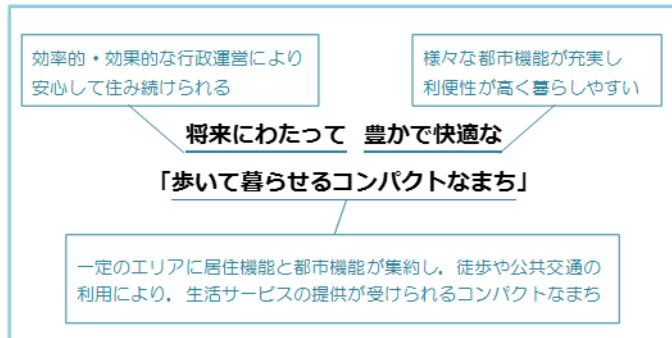 効率的・効果的な行政運営により
安心して住み続けられる
様々な都市機能が充実し
利便性が高く暮らしやすい
将来にわたって 豊かで快適な
「歩いて暮らせるコンパクトなまち」
一定のエリアに居住機能と都市機能が集約し，徒歩や公共交通の
利用により，生活サービスの提供が受けられるコンパクトなまち